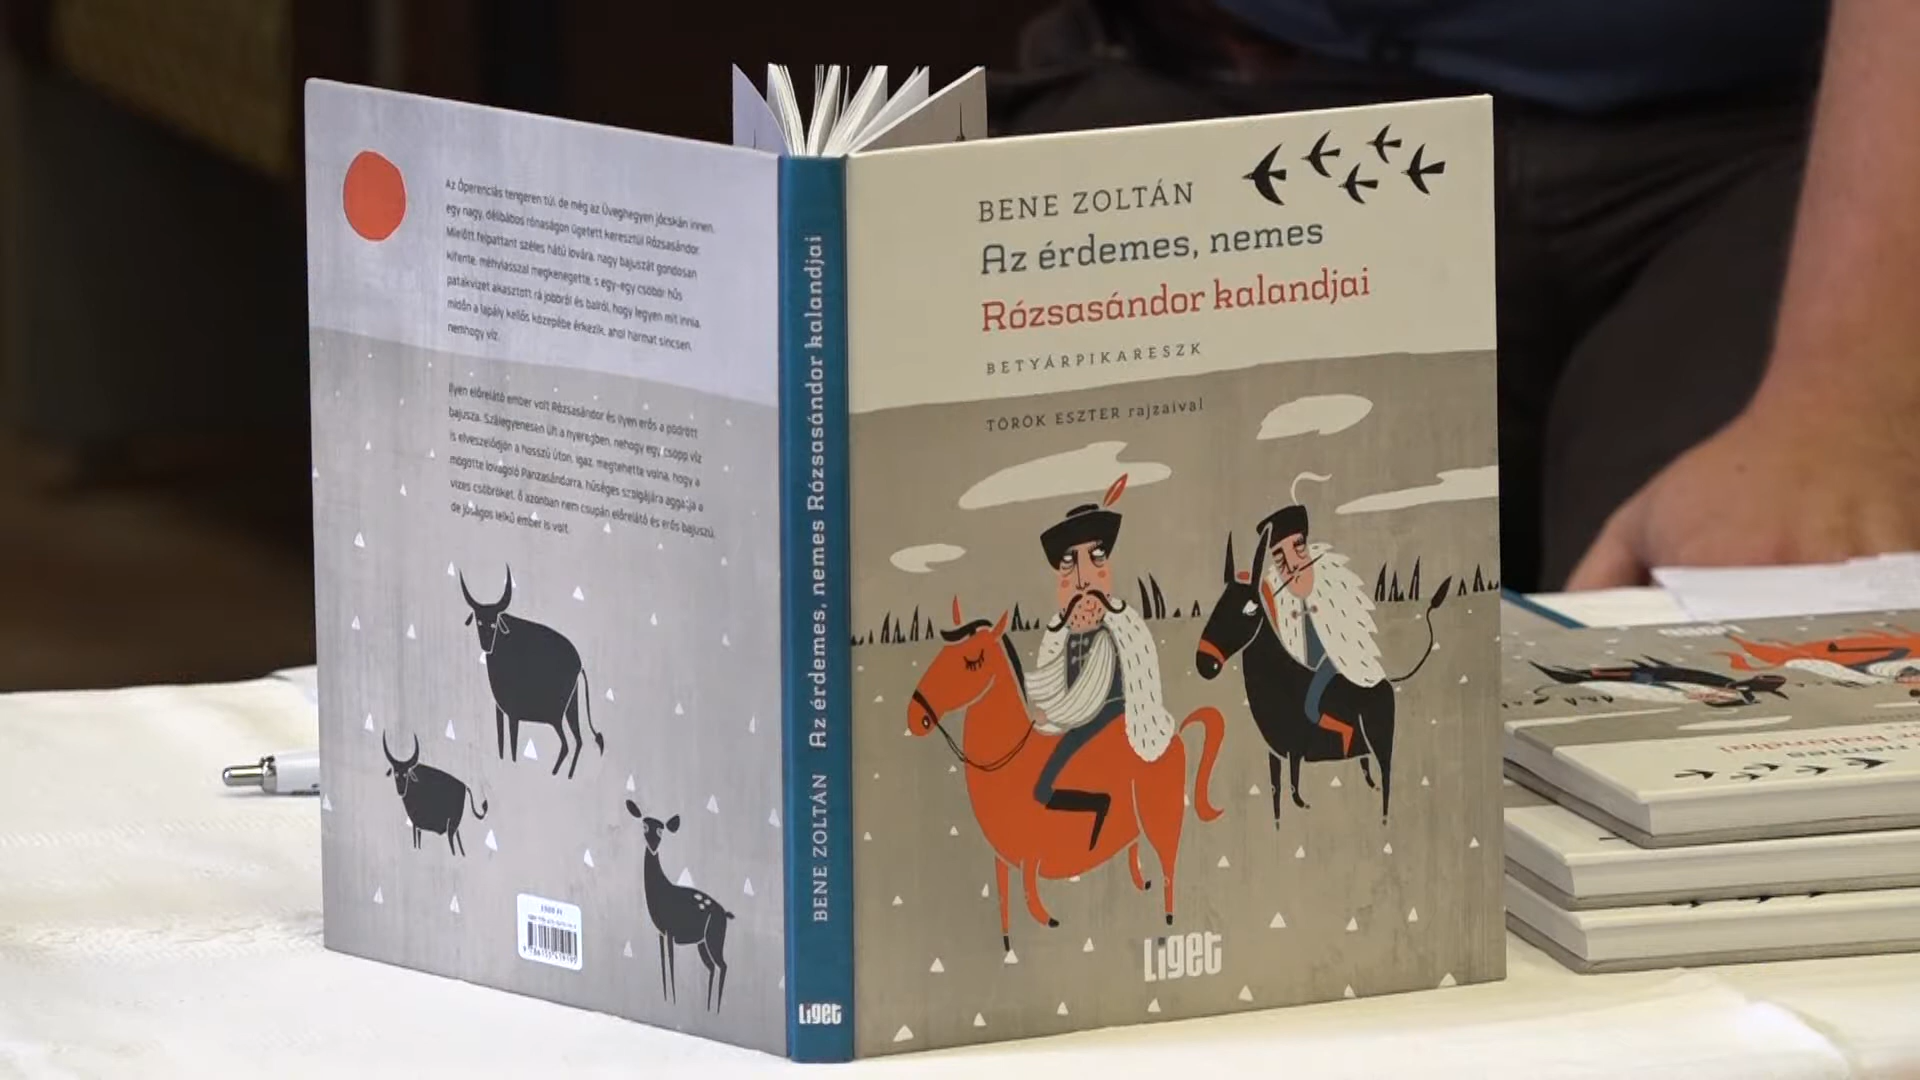 Az Óperenciás tengeren túl, de még az Üveghegyen jócskán innen,
egy nagy, délibábos rónaságon ügetett keresztül Rózsasándor.
Mielőtt felpattant széles hátú lovára, nagy bajuszát gondosan
kifente, méhviasszal megkenegette, s egy-egy csöbör hűs
patakvizet akasztott rá jobbról és balról, hogy legyen mit innia,
midőn a lapály kellős közepébe érkezik, ahol harmat sincsen,
nemhogy víz.
Ilyen előrelátó ember volt Rózsasándor és ilyen erős a pödrött
bajusza. Szálegyenesen ült a nyeregben, nehogy egy csöpp víz
is elveszelődjön a hosszú úton, igaz, megtehette volna, hogy a
mögötte lovagoló Panzasándorra, hűséges szolgájára aggatja a
vizes csöbröket, ő azonban nem csupán előrelátó és erős bajuszú,
de jóságos lelkű ember is volt.
BENE ZOLTÁN Az érdemes, nemes Rózsasándor kalandjai
Liget
BENE ZOLTÁN
Az érdemes, nemes
Rózsasándor kalandjai
BETYÁRPIKARESZK
TÖRÖK ESZTER rajzaival
Liget